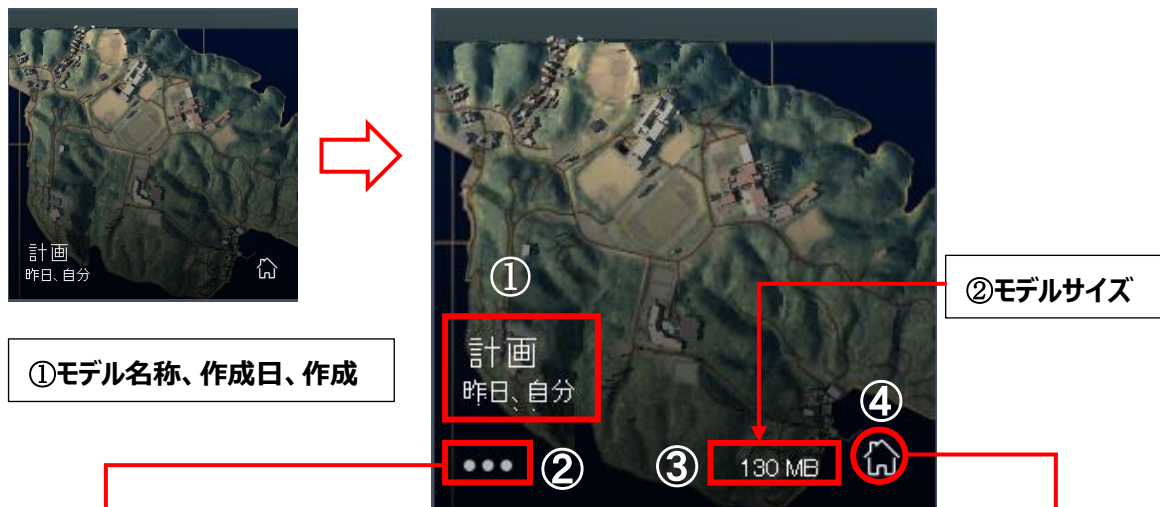 計画
昨日、自分
①モデル名称、作成日、作成
①
計画
昨日、自分
②モデルサイズ
④
②
③
130 MB